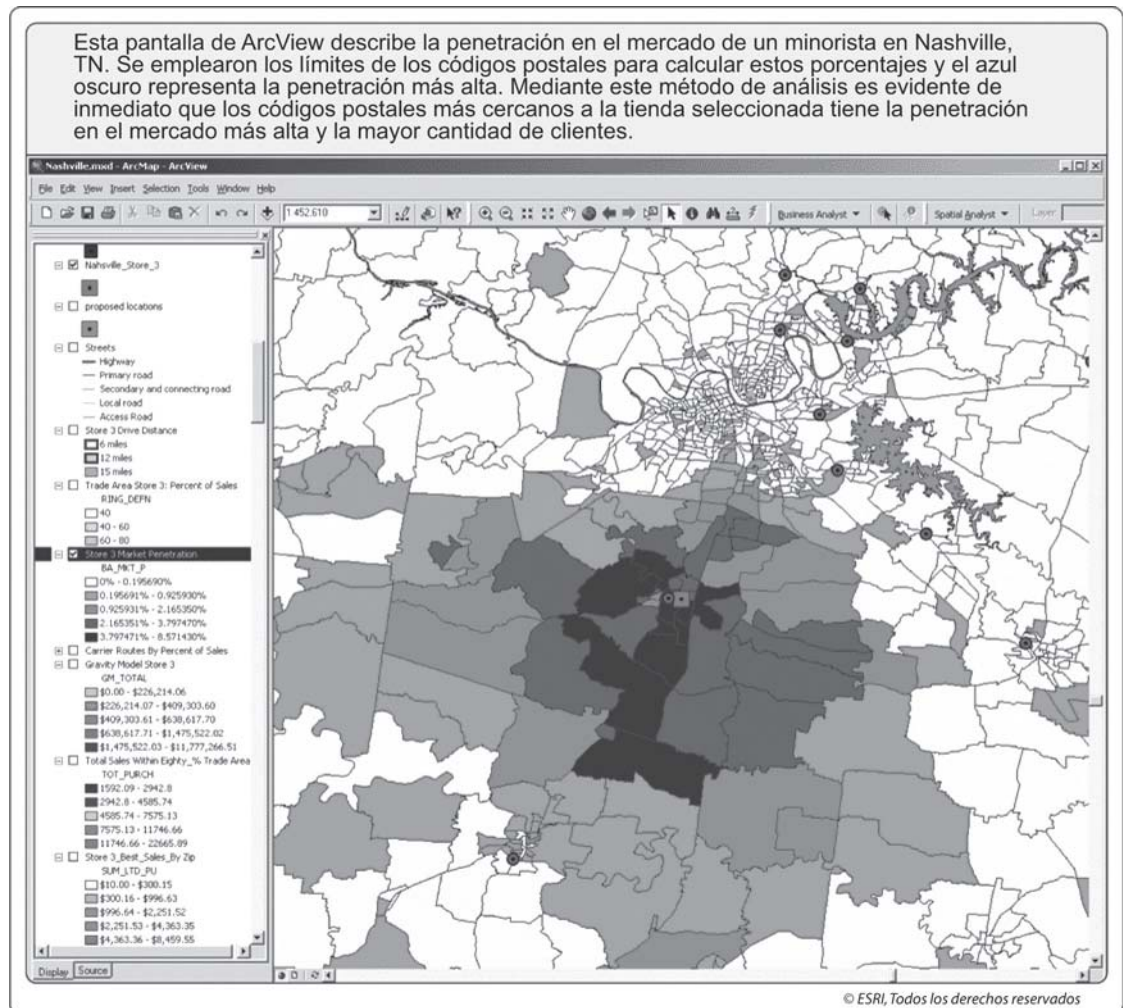 Esta pantalla de ArcView describe la penetración en el mercado de un minorista en Nashville,
TN. Se emplearon los límites de los códigos postales para calcular estos porcentajes y el azul
oscuro representa la penetración más alta. Mediante este método de análisis es evidente de
inmediato que los códigos postales más cercanos a la tienda seleccionada tiene la penetración
en el mercado más alta y la mayor cantidad de clientes.
Nashville.mxd - ArcMap - ArcView
File Edit View Insert Selection Tools Window Help
1 452.610 Business Analyst Spatial Analyst Layer
Nahsville_Store_3
proposed locations
Streets
Highway
Primary road
Secondary and connecting road
Local road
Access Road
Store 3 Drive Distance
6 miles
12 miles
15 miles
Trade Area Store 3: Percent of Sales
RING_DEFN
40
40 - 60
60 - 80
Store 3 Market Penetration
BA_MKT_P
0% - 0.195690%
0.195691% - 0.925930%
0.925931% - 2.165350%
2.165351% - 3.797470%
3.797471% - 8.571430%
Carrier Routes By Percent of Sales
Gravity Model Store 3
GM_TOTAL
$0.00 - $226,214.06
$226,214.07 - $409,303.60
$409,303.61 - $638,617.70
$638,617.71 - $1,475,522.02
$1,475,522.03 - $11,777,266.51
Total Sales Within Eighty_% Trade Area
TOT_PURCH
1592.09 - 2942.8
2942.8 - 4585.74
4585.74 - 7575.13
7575.13 - 11746.66
11746.66 - 22665.89
Store 3_Best_Sales_By Zip
SUM_LTD_PU
$10.00 - $300.15
$300.16 - $996.63
$996.64 - $2,251.52
$2,251.53 - $4,363.35
$4,363.36 - $8,459.55
Display Source
© ESRI, Todos los derechos reservados